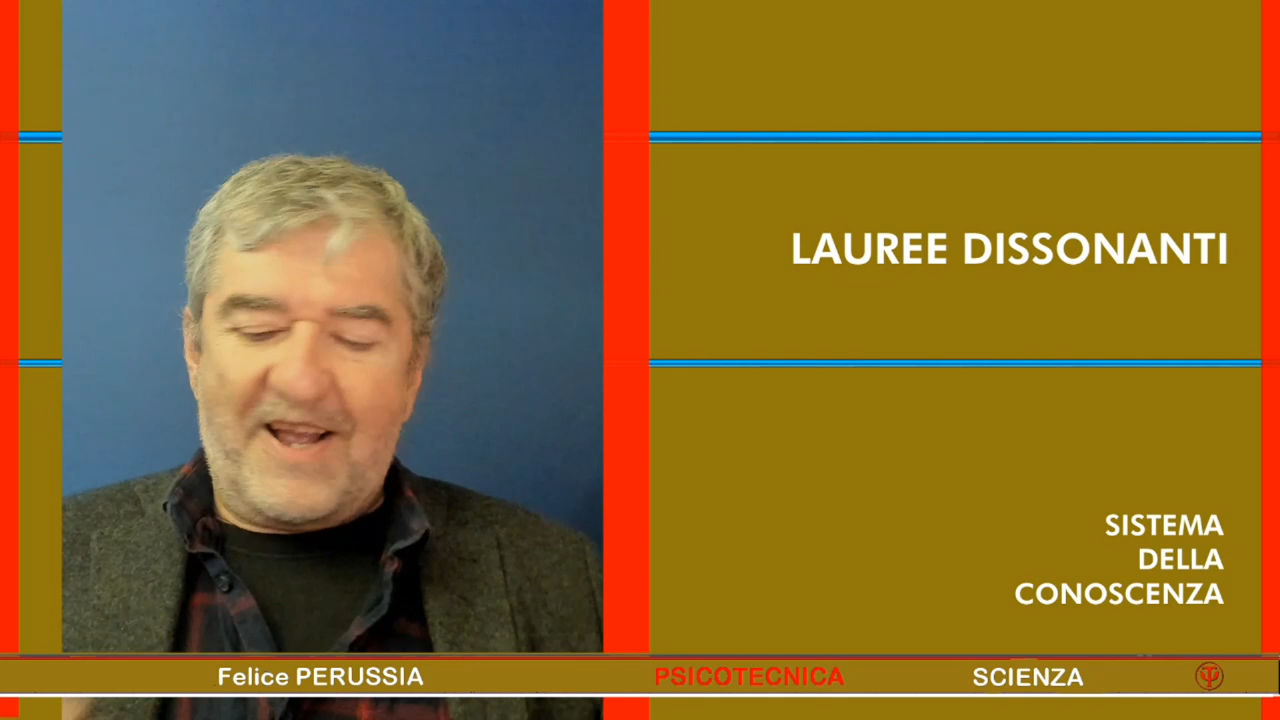 LAUREE DISSONANTI
SISTEMA
DELLA
CONOSCENZA
Felice PERUSSIA PSICOTECNICA SCIENZA